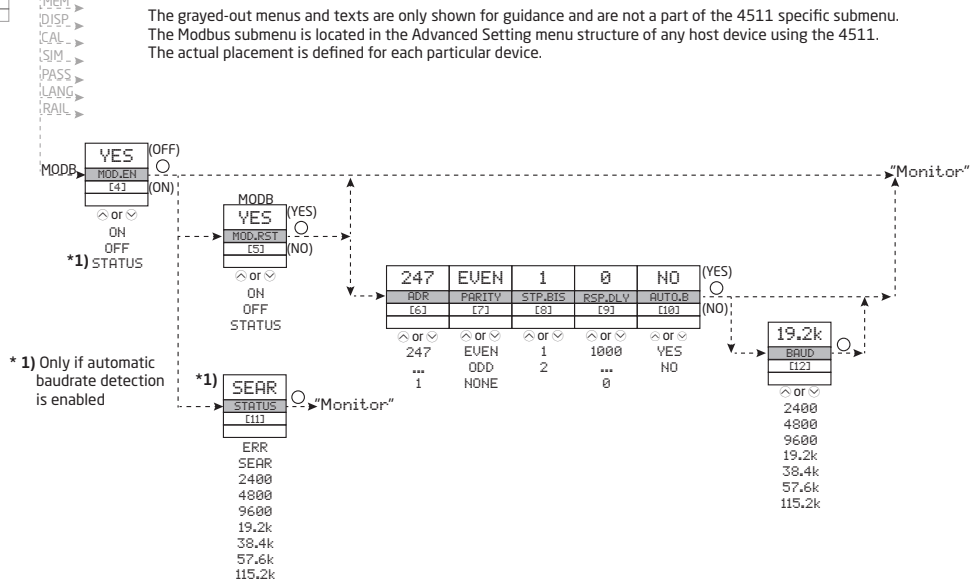 MEM
DISP
CAL
SIM
PASS
LANG
RAIL
The grayed-out menus and texts are only shown for guidance and are not a part of the 4511 specific submenu.
The Modbus submenu is located in the Advanced Setting menu structure of any host device using the 4511.
The actual placement is defined for each particular device.
MODB
YES
(OFF)
MOD.EN
[4]
(ON)
or
ON
OFF
*1) STATUS
"Monitor"
MODB
YES
(YES)
MOD.RST
[5]
(NO)
or
ON
OFF
STATUS
247 EVEN 1 0 NO
(YES)
ADR PARITY STP.BIS RSP.DLY AUTO.B
[6] [7] [8] [9] [10]
(NO)
or or or or or
247 EVEN 1 1000 YES
... ODD 2 ... NO
1 NONE 0
19.2k
BAUD
[12]
or
2400
4800
9600
19.2k
38.4k
57.6k
115.2k
* 1) Only if automatic
baudrate detection
is enabled
*1)
SEAR
STATUS
[11]
"Monitor"
ERR
SEAR
2400
4800
9600
19.2k
38.4k
57.6k
115.2k